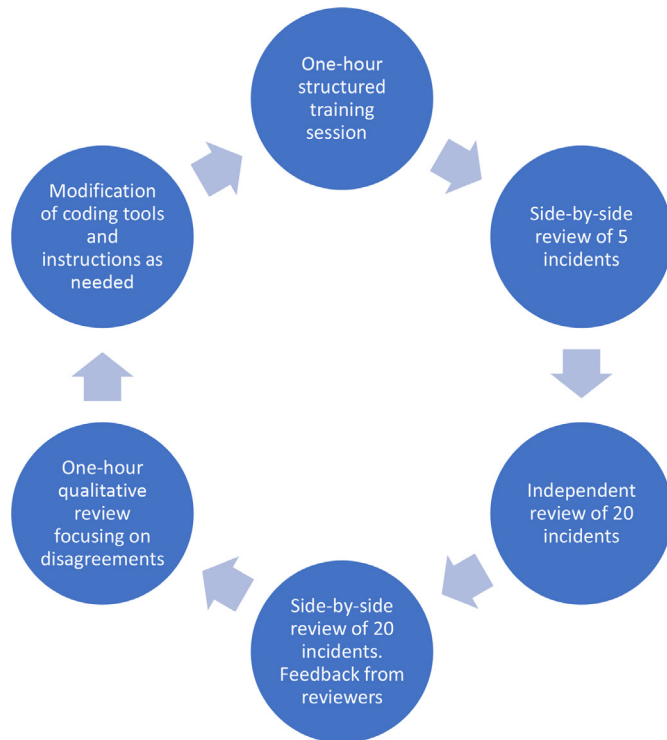 One-hour
structured
training
session
Side-by-side
review of 5
incidents
Independent
review of 20
incidents
Side-by-side
review of 20
incidents.
Feedback from
reviewers
One-hour
qualitative
review
focusing on
disagreements
Modification
of coding tools
and
instructions as
needed